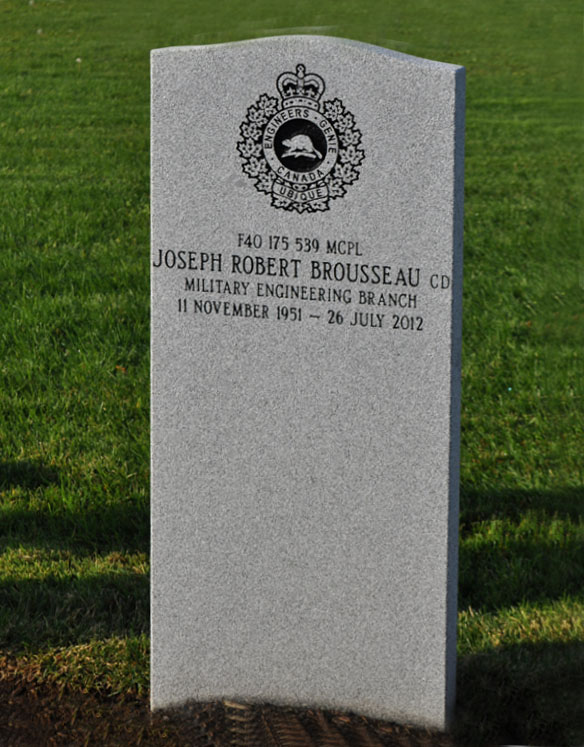 ENGINEERS · GENIE
CANADA
UBIQUE
F40 175 539 MCPL
JOSEPH ROBERT BROUSSEAU CD
MILITARY ENGINEERING BRANCH
11 NOVEMBER 1951 – 26 JULY 2012